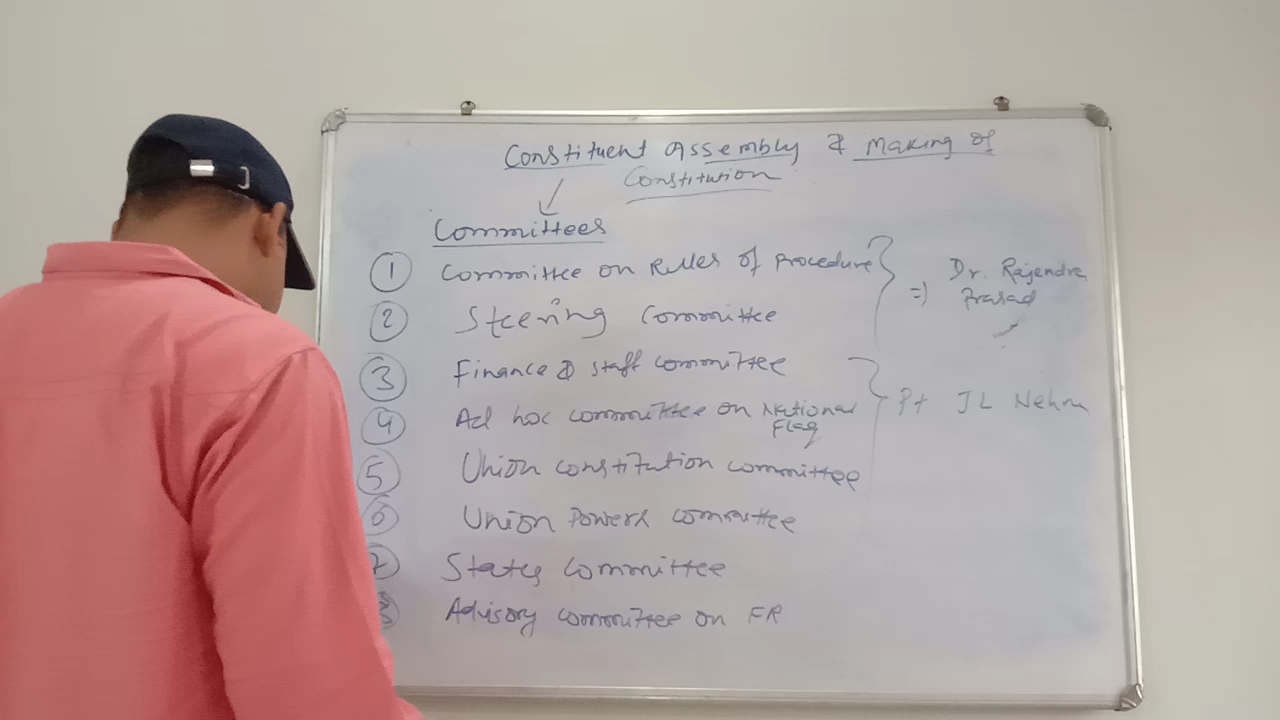 Constituent Assembly & Making of
Constitution
Committees
1 Committee on Rules of Procedure
2 Steering Committee
3 Finance & Staff committee
4 Ad hoc committee on National
Flag
5 Union constitution committee
6 Union Powers committee
7 States Committee
8 Advisory committee on FR
=) Dr. Rajendra
Prasad
Pt JL Nehru